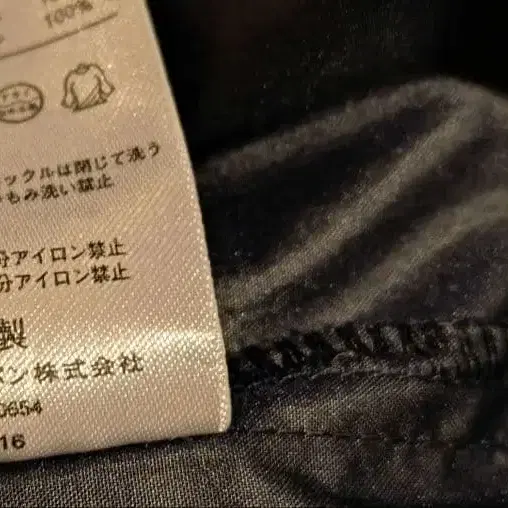 100%
ックルは閉じて洗う
もみ洗い禁止
分アイロン禁止
分アイロン禁止
製
ン株式会社
0654
16